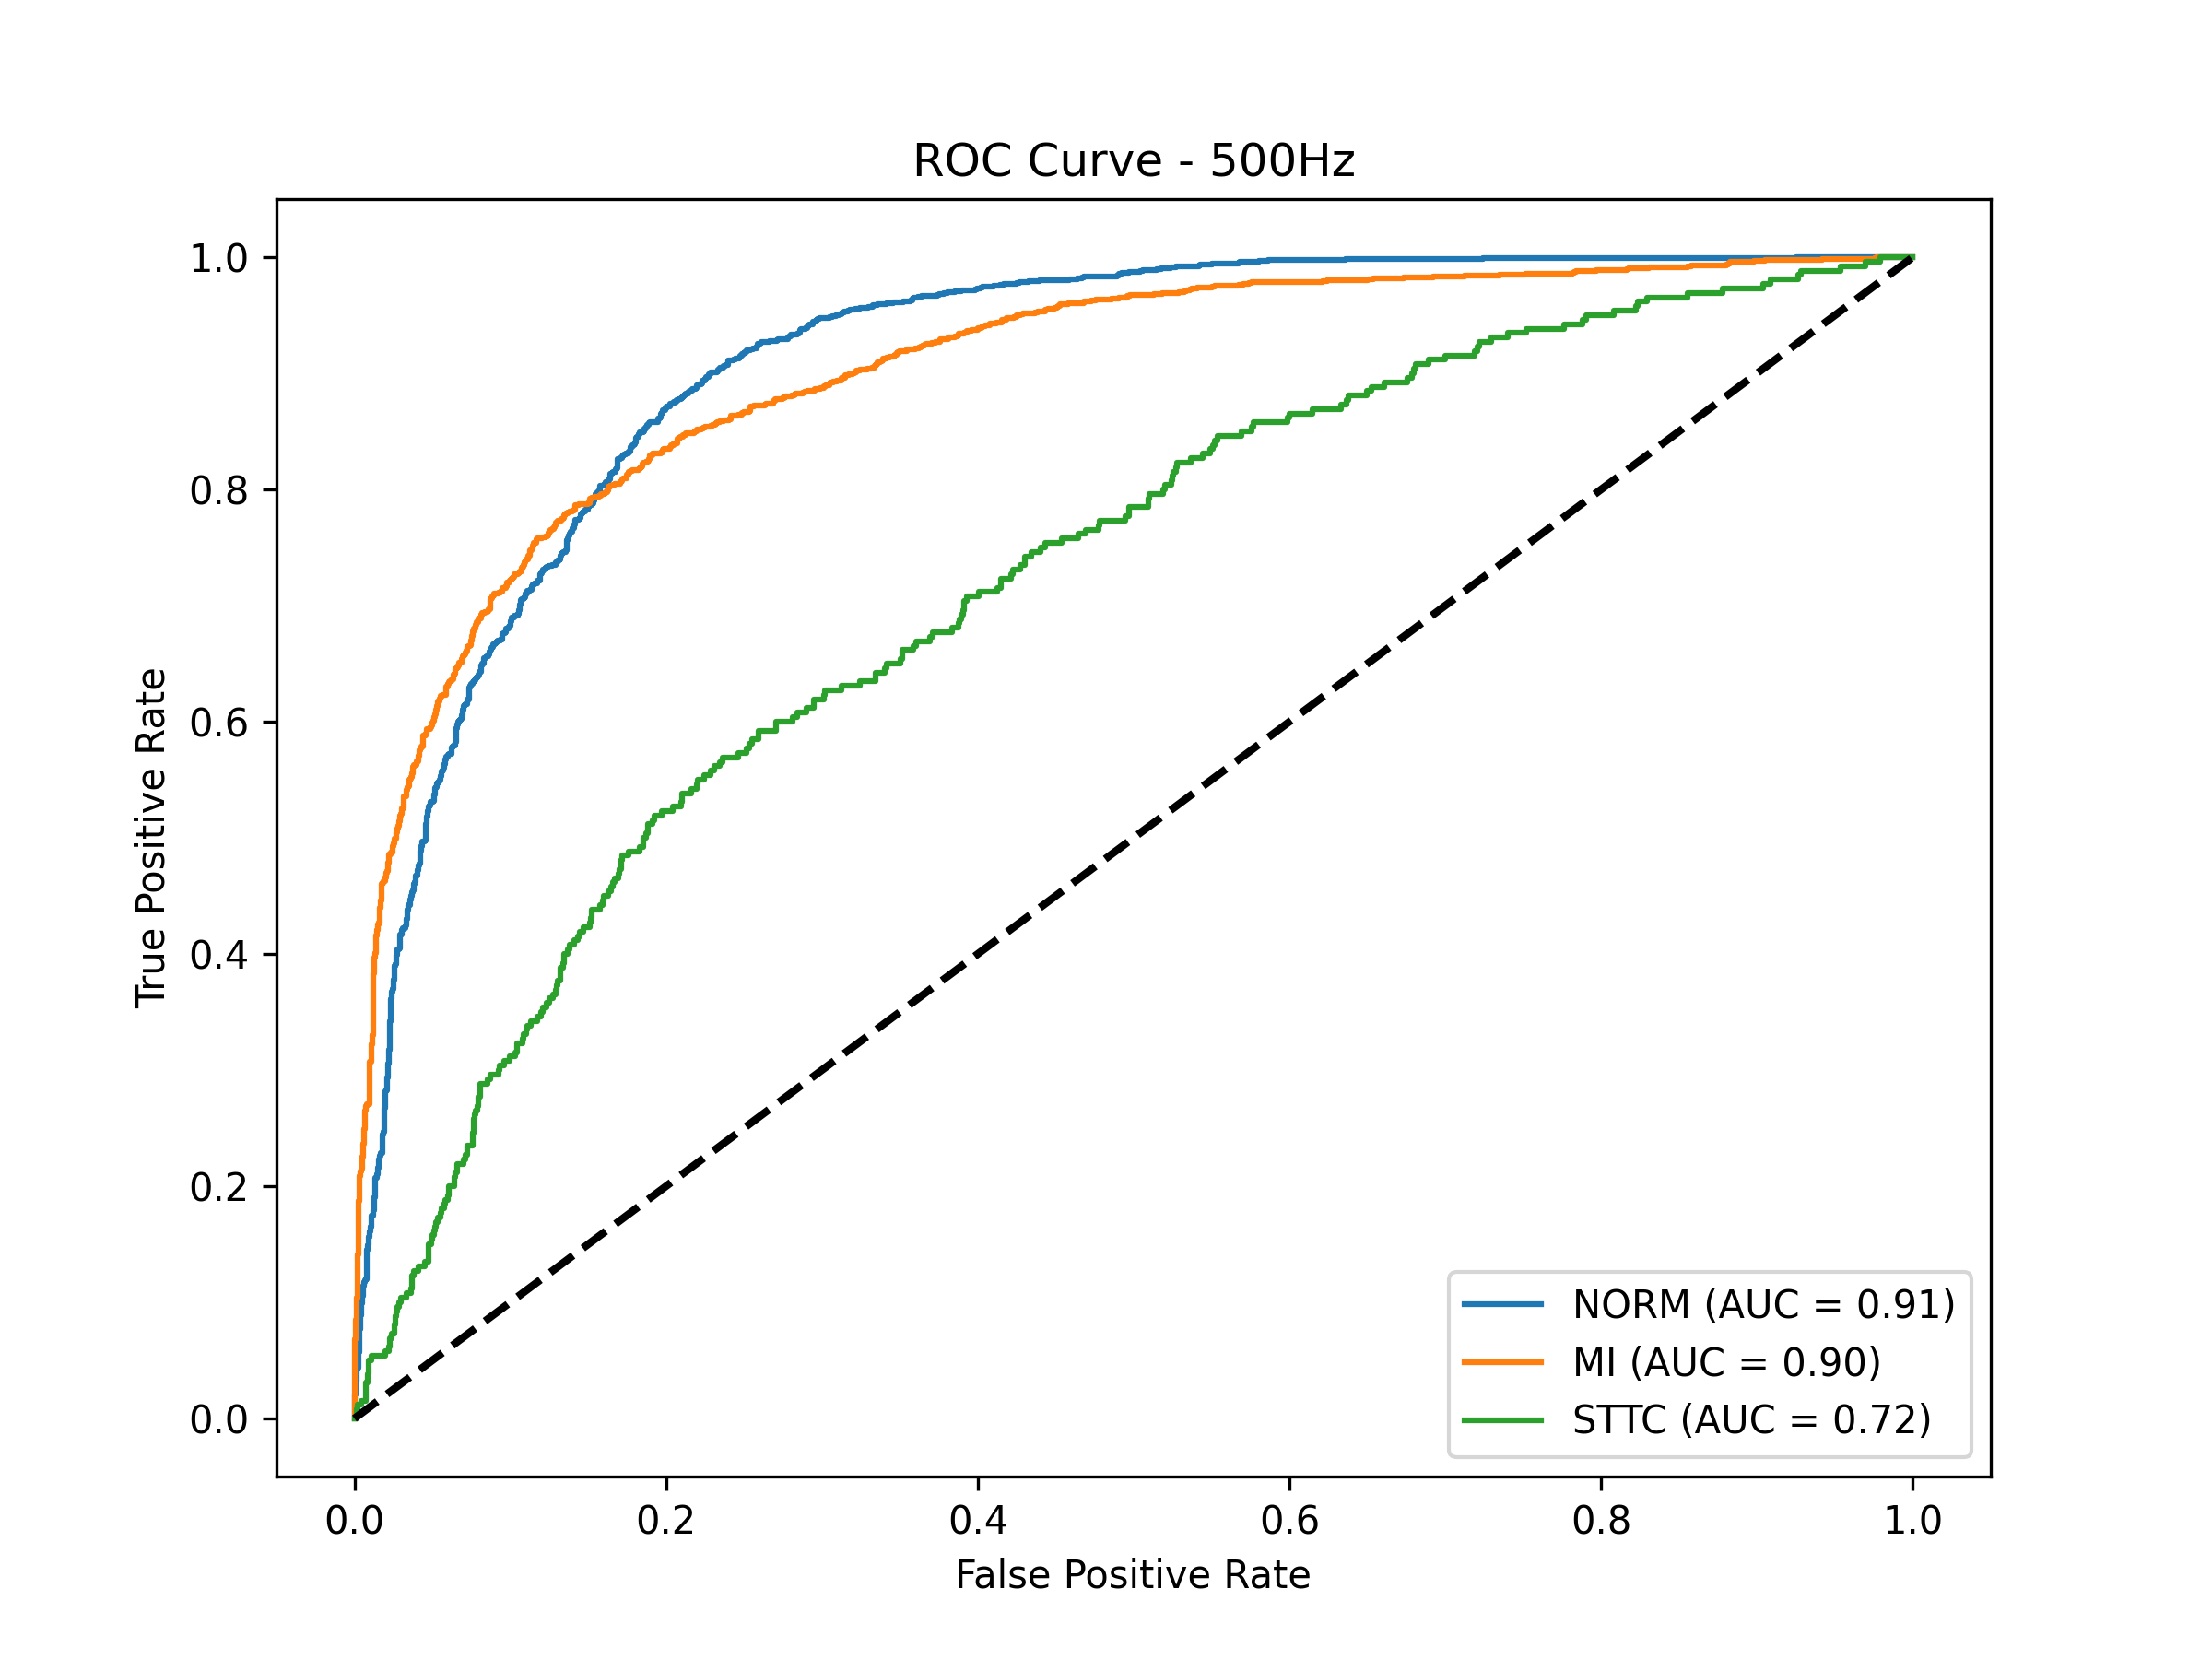 ROC Curve - 500Hz
True Positive Rate
1.0
0.8
0.6
0.4
0.2
0.0
NORM (AUC = 0.91)
MI (AUC = 0.90)
STTC (AUC = 0.72)
0.0 0.2 0.4 0.6 0.8 1.0
False Positive Rate